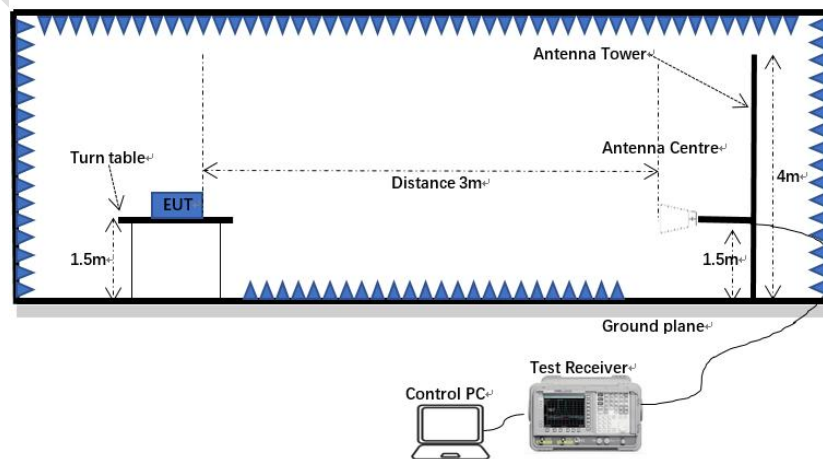 Antenna Tower
Turn table
Antenna Centre
Distance 3m
4m
EUT
1.5m
1.5m
Ground plane
Test Receiver
Control PC